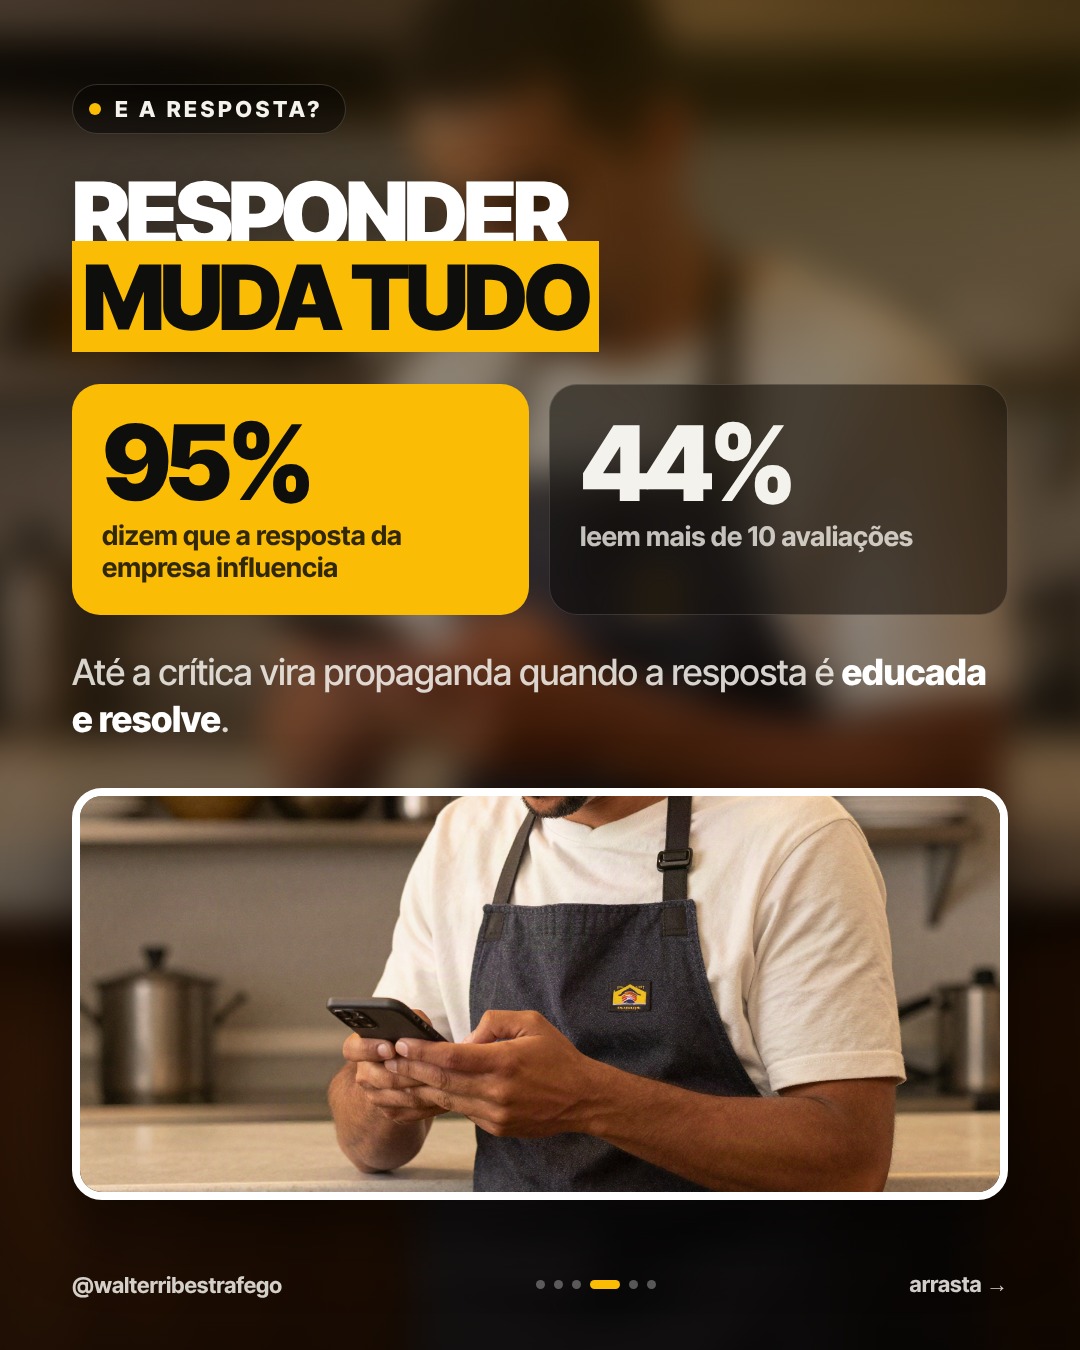 E A RESPOSTA?
RESPONDER
MUDA TUDO
95%
dizem que a resposta da
empresa influencia
44%
leem mais de 10 avaliações
Até a crítica vira propaganda quando a resposta é educada
e resolve.
@walterribestrafego
arrasta →